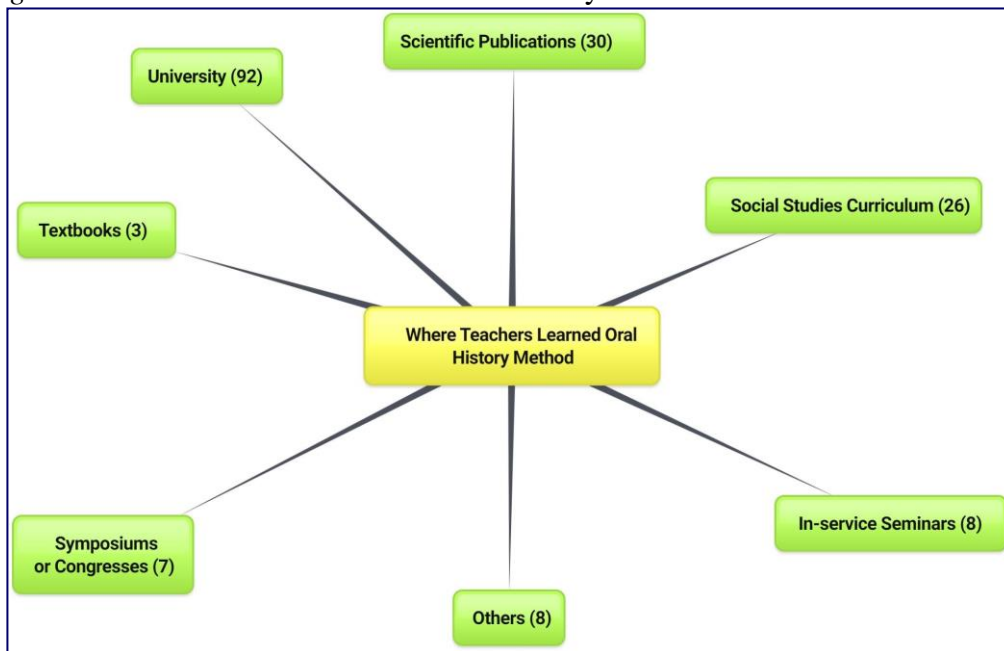 Scientific Publications (30)
University (92)
Social Studies Curriculum (26)
Textbooks (3)
Where Teachers Learned Oral
History Method
In-service Seminars (8)
Symposiums
or Congresses (7)
Others (8)